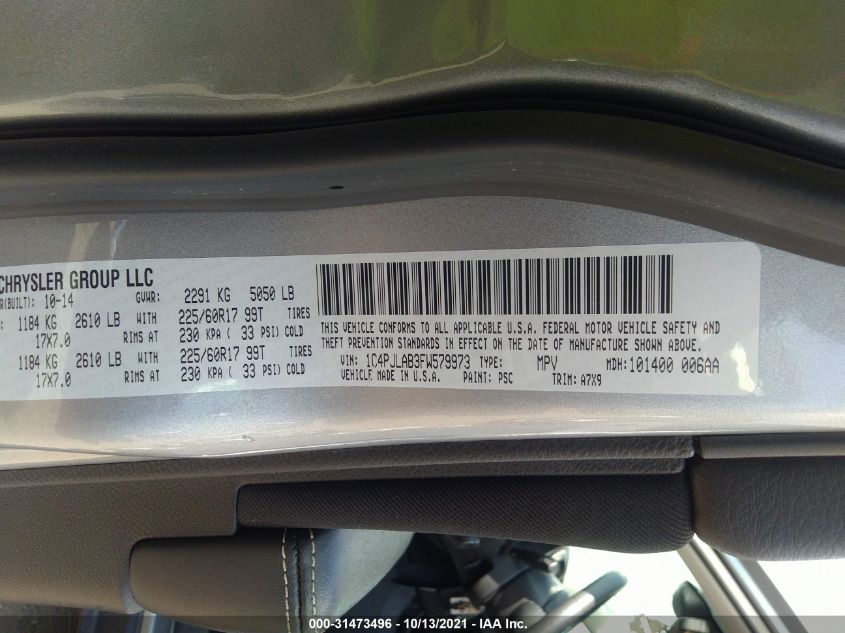 CHRYSLER GROUP LLC
R(BUILT): 10-14 GVWR: 2291 KG 5050 LB
: 1184 KG 2610 LB WITH 225/60R17 99T TIRES
17X7.0 RIMS AT 230 KPA ( 33 PSI) COLD
: 1184 KG 2610 LB WITH 225/60R17 99T TIRES
17X7.0 RIMS AT 230 KPA ( 33 PSI) COLD
THIS VEHICLE CONFORMS TO ALL APPLICABLE U.S.A. FEDERAL MOTOR VEHICLE SAFETY AND
THEFT PREVENTION STANDARDS IN EFFECT ON THE DATE OF MANUFACTURE SHOWN ABOVE.
VIN: 1C4PJLAB3FW579973 TYPE: MPV MDH: 101400 006AA
VEHICLE MADE IN U.S.A. PAINT: PSC TRIM: A7X9
000-31473496 - 10/13/2021 - IAA Inc.